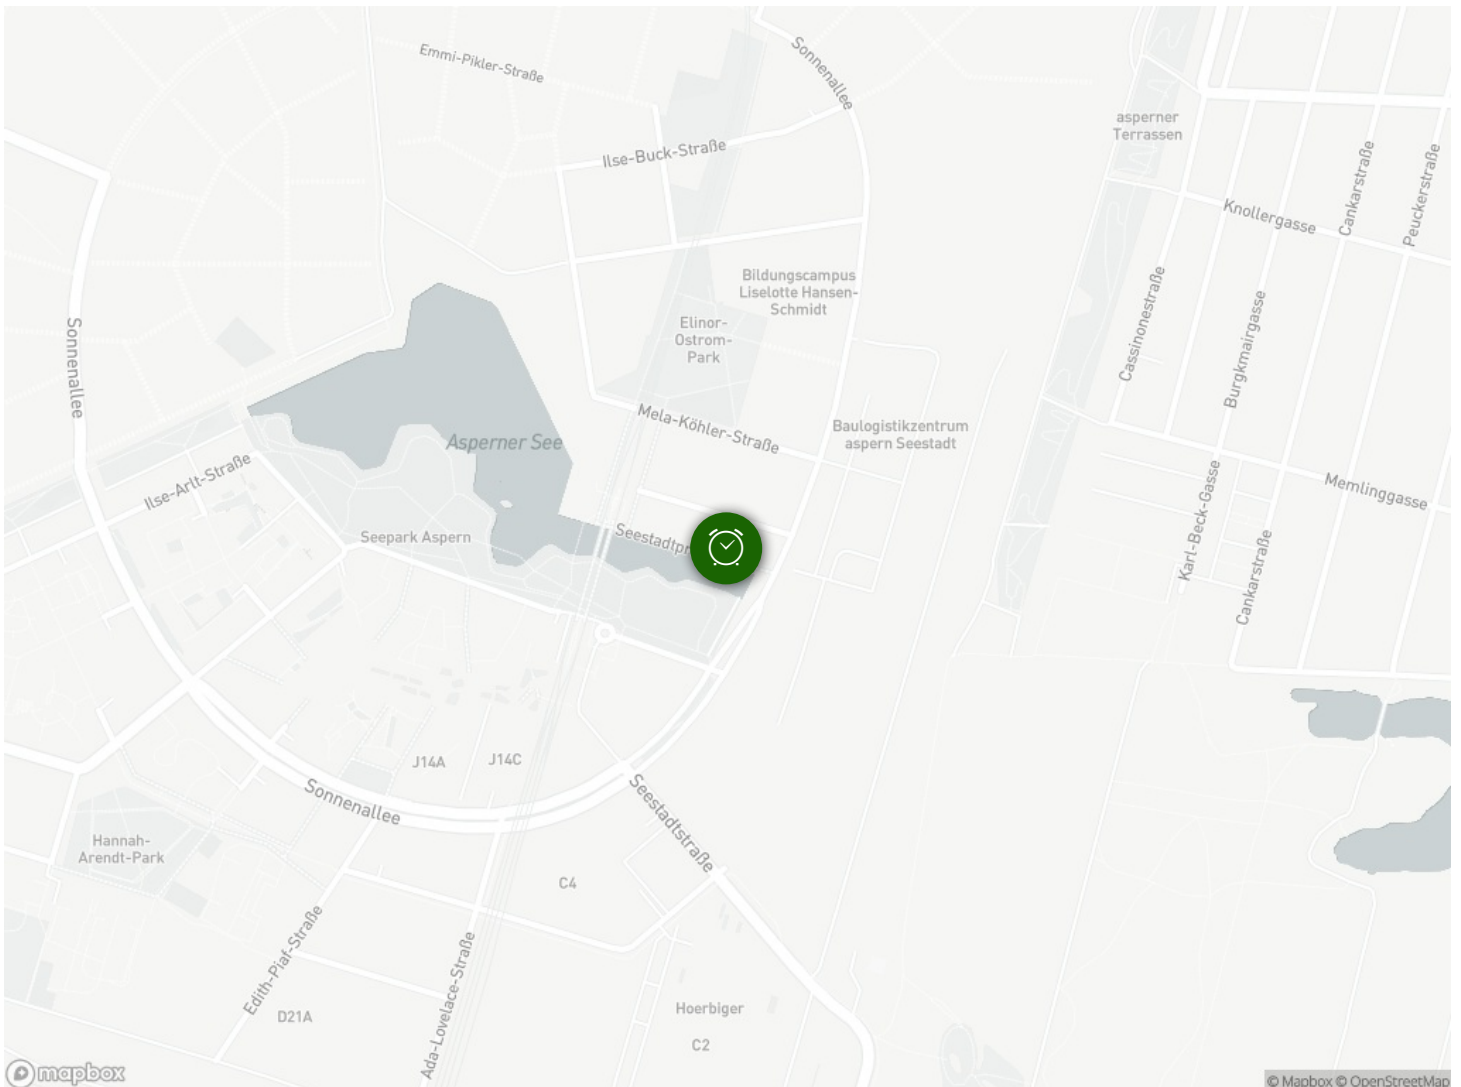 Emmi-Pikler-Straße
Sonnenallee
asperner
Terrassen
Ilse-Buck-Straße
Cankarstraße
Peuckerstraße
Knollergasse
Bildungscampus
Liselotte Hansen-
Schmidt
Cassinonestraße
Burgkmairgasse
Elinor-
Ostrom-
Park
Sonnenallee
Mela-Köhler-Straße
Baulogistikzentrum
aspern Seestadt
Asperner See
Ilse-Arlt-Straße
Memlinggasse
Karl-Beck-Gasse
Seepark Aspern
Seestadtpr
Cankarstraße
J14A
J14C
Sonnenallee
Seestadtstraße
Hannah-
Arendt-Park
C4
Edith-Piaf-Straße
Ada-Lovelace-Straße
D21A
Hoerbiger
C2
mapbox
© Mapbox © OpenStreetMap